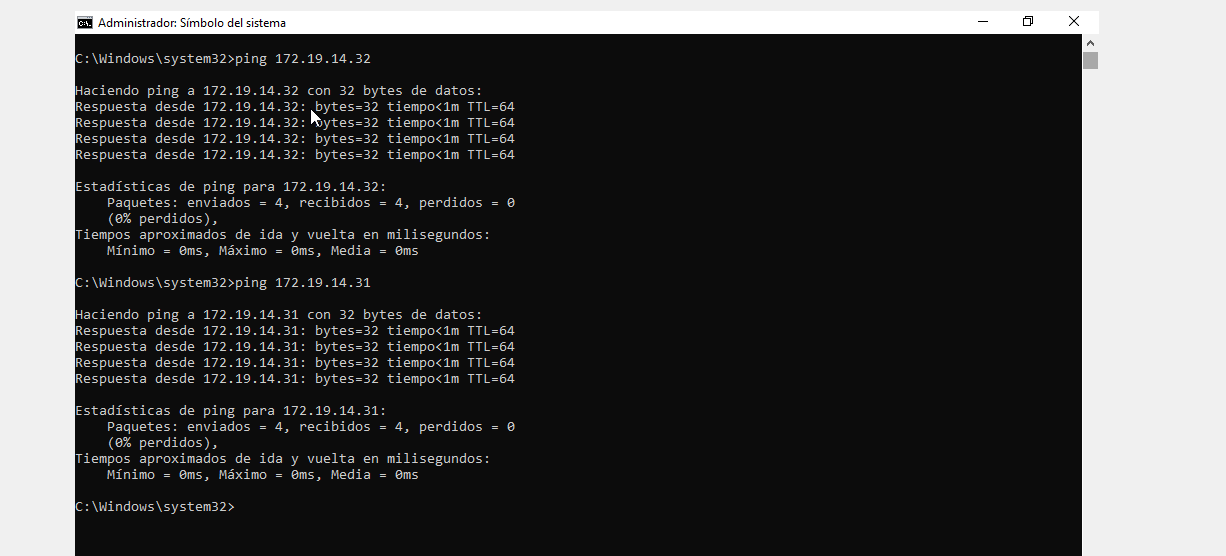 Administrador: Símbolo del sistema
C:\Windows\system32>ping 172.19.14.32
Haciendo ping a 172.19.14.32 con 32 bytes de datos:
Respuesta desde 172.19.14.32: bytes=32 tiempo<1m TTL=64
Respuesta desde 172.19.14.32: bytes=32 tiempo<1m TTL=64
Respuesta desde 172.19.14.32: bytes=32 tiempo<1m TTL=64
Respuesta desde 172.19.14.32: bytes=32 tiempo<1m TTL=64
Estadísticas de ping para 172.19.14.32:
Paquetes: enviados = 4, recibidos = 4, perdidos = 0
(0% perdidos),
Tiempos aproximados de ida y vuelta en milisegundos:
Mínimo = 0ms, Máximo = 0ms, Media = 0ms
C:\Windows\system32>ping 172.19.14.31
Haciendo ping a 172.19.14.31 con 32 bytes de datos:
Respuesta desde 172.19.14.31: bytes=32 tiempo<1m TTL=64
Respuesta desde 172.19.14.31: bytes=32 tiempo<1m TTL=64
Respuesta desde 172.19.14.31: bytes=32 tiempo<1m TTL=64
Respuesta desde 172.19.14.31: bytes=32 tiempo<1m TTL=64
Estadísticas de ping para 172.19.14.31:
Paquetes: enviados = 4, recibidos = 4, perdidos = 0
(0% perdidos),
Tiempos aproximados de ida y vuelta en milisegundos:
Mínimo = 0ms, Máximo = 0ms, Media = 0ms
C:\Windows\system32>